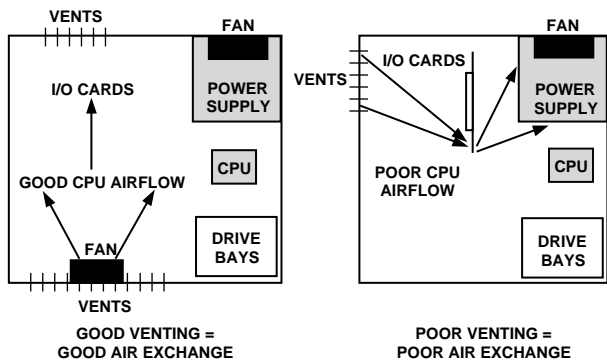 VENTS
FAN
I/O CARDS
POWER
SUPPLY
GOOD CPU AIRFLOW
CPU
FAN
DRIVE
BAYS
VENTS
GOOD VENTING =
GOOD AIR EXCHANGE
FAN
VENTS
I/O CARDS
POWER
SUPPLY
POOR CPU
AIRFLOW
CPU
DRIVE
BAYS
POOR VENTING =
POOR AIR EXCHANGE